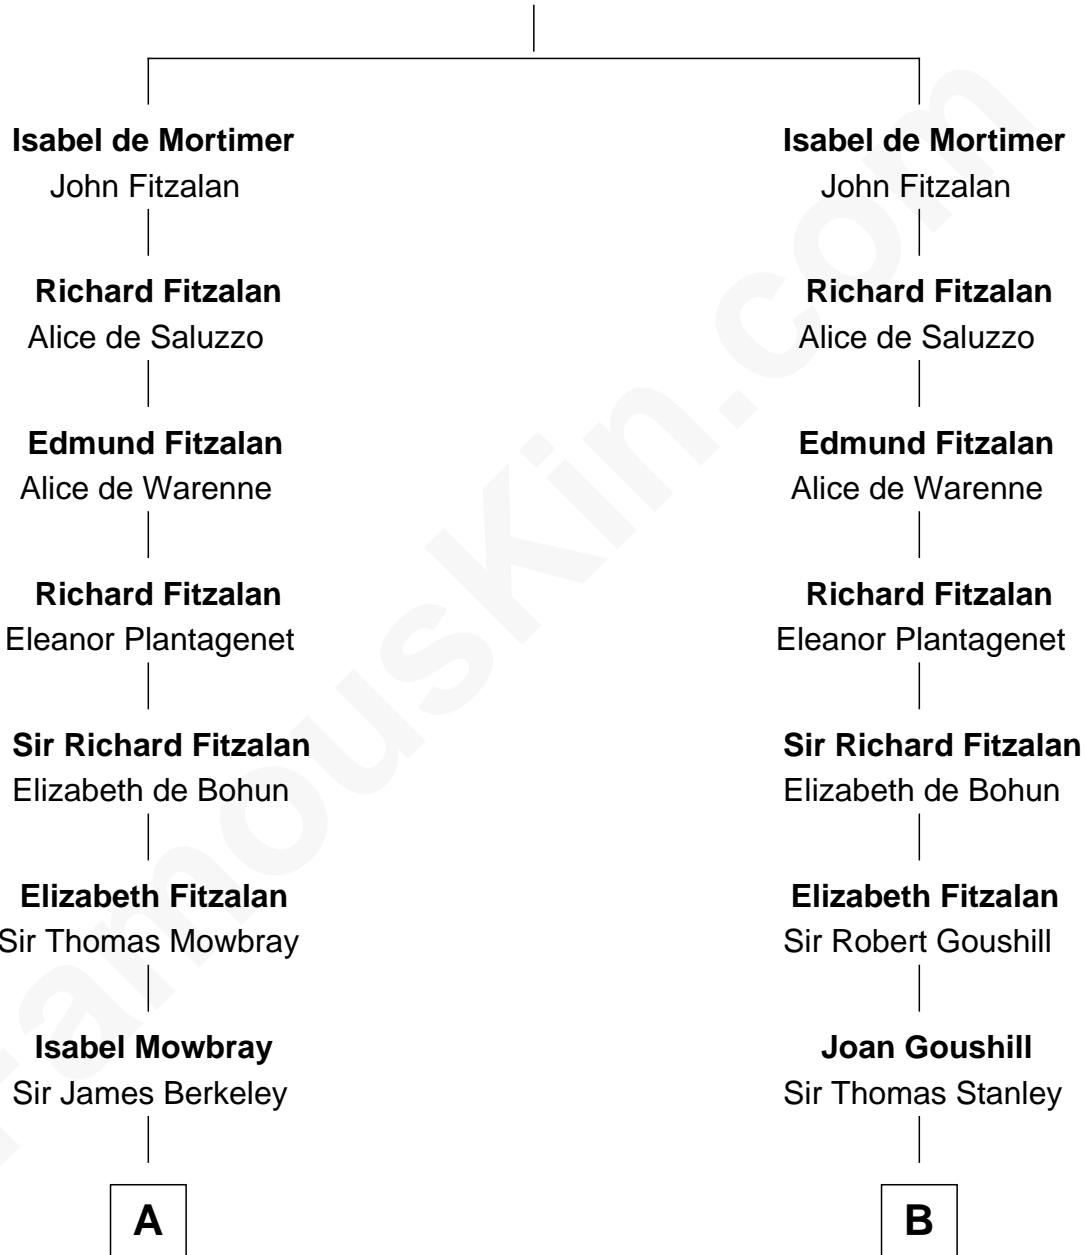 Isabel de Mortimer
John Fitzalan
Richard Fitzalan
Alice de Saluzzo
Edmund Fitzalan
Alice de Warenne
Richard Fitzalan
Eleanor Plantagenet
Sir Richard Fitzalan
Elizabeth de Bohun
Elizabeth Fitzalan
Sir Thomas Mowbray
Isabel Mowbray
Sir James Berkeley
A
Isabel de Mortimer
John Fitzalan
Richard Fitzalan
Alice de Saluzzo
Edmund Fitzalan
Alice de Warenne
Richard Fitzalan
Eleanor Plantagenet
Sir Richard Fitzalan
Elizabeth de Bohun
Elizabeth Fitzalan
Sir Robert Goushill
Joan Goushill
Sir Thomas Stanley
B
FamousKin.com